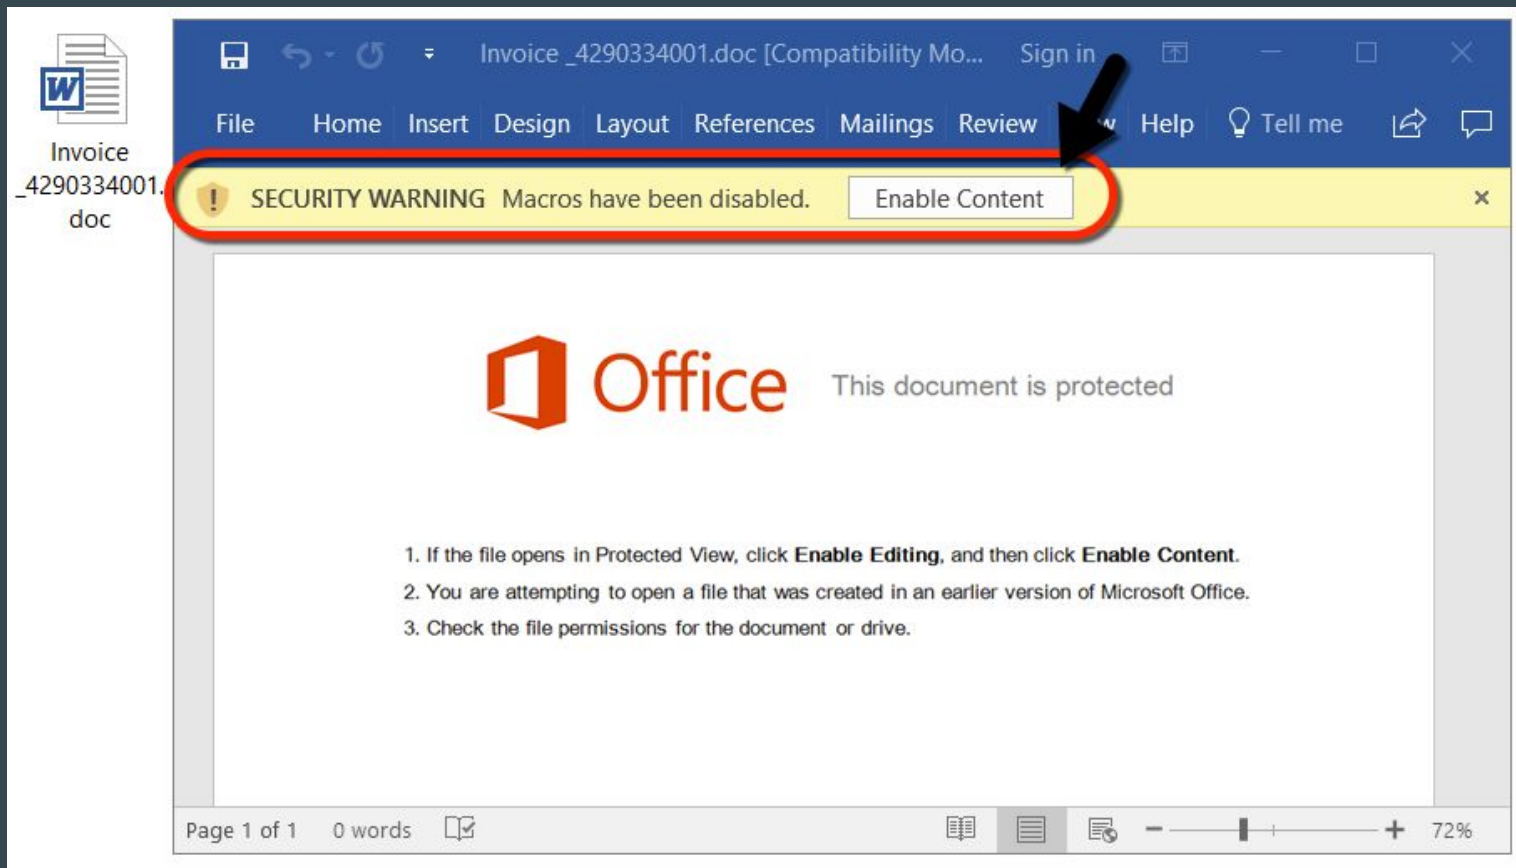 Invoice
_4290334001.
doc
Invoice _4290334001.doc [Compatibility Mo... Sign in
File Home Insert Design Layout References Mailings Review Help Tell me
SECURITY WARNING Macros have been disabled. Enable Content
Office This document is protected
1. If the file opens in Protected View, click Enable Editing, and then click Enable Content.
2. You are attempting to open a file that was created in an earlier version of Microsoft Office.
3. Check the file permissions for the document or drive.
Page 1 of 1 0 words 72%